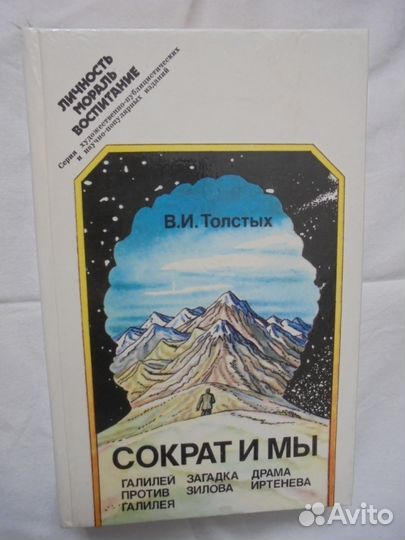 ЛИЧНОСТЬ
МОРАЛЬ
ВОСПИТАНИЕ
Серия художественно-публицистических
и научно-популярных изданий
В.И. Толстых
СОКРАТ И МЫ
ГАЛИЛЕЙ ЗАГАДКА ДРАМА
ПРОТИВ ЗИЛОВА ИРТЕНЕВА
ГАЛИЛЕЯ
Avito